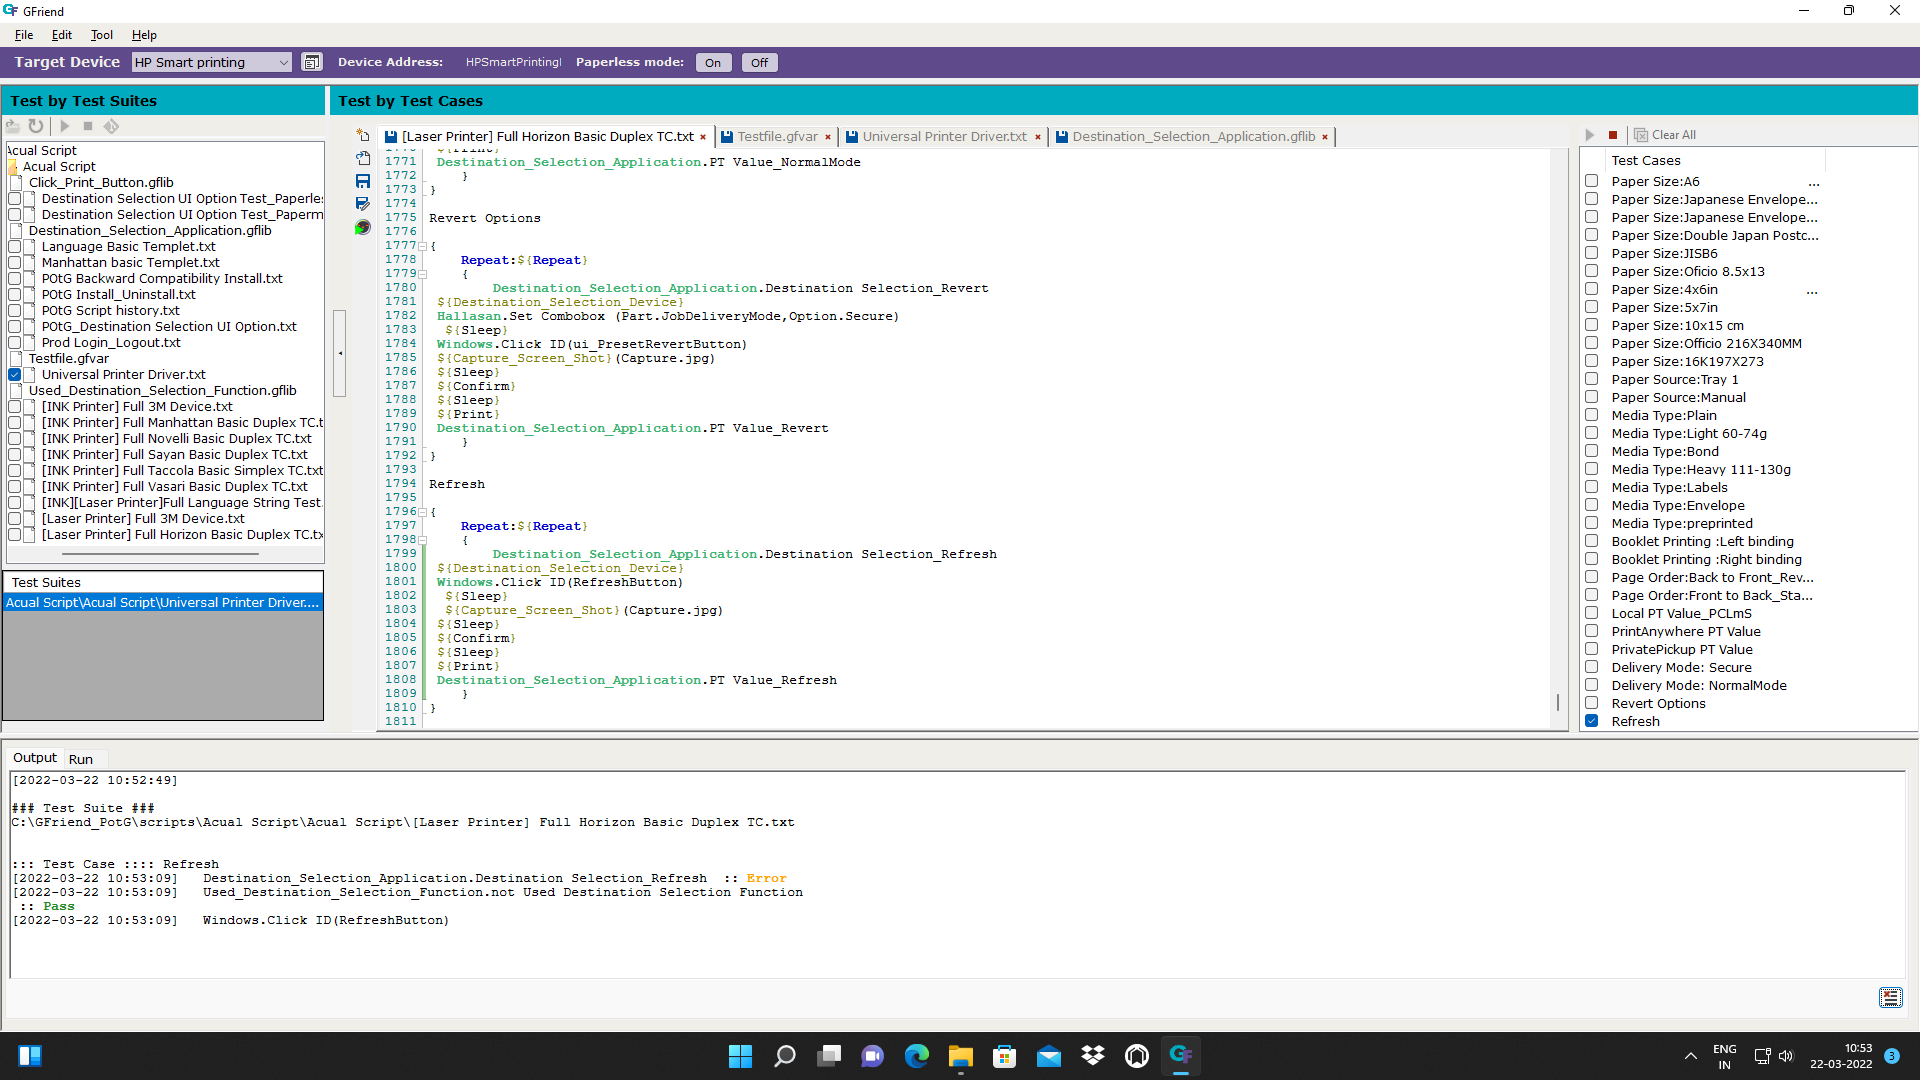 GFriend
File Edit Tool Help
Target Device HP Smart printing Device Address: HPSmartPrintingI Paperless mode: On Off
Test by Test Suites
Test by Test Cases
Acual Script
Acual Script
Click_Print_Button.gflib
Destination Selection UI Option Test_Paperle
Destination Selection UI Option Test_Paperm
Destination_Selection_Application.gflib
Language Basic Templet.txt
Manhattan basic Templet.txt
POtG Backward Compatibility Install.txt
POtG Install_Uninstall.txt
POtG Script history.txt
POtG_Destination Selection UI Option.txt
Prod Login_Logout.txt
Testfile.gfvar
Universal Printer Driver.txt
Used_Destination_Selection_Function.gflib
[INK Printer] Full 3M Device.txt
[INK Printer] Full Manhattan Basic Duplex TC.t
[INK Printer] Full Novelli Basic Duplex TC.txt
[INK Printer] Full Sayan Basic Duplex TC.txt
[INK Printer] Full Taccola Basic Simplex TC.txt
[INK Printer] Full Vasari Basic Duplex TC.txt
[INK][Laser Printer]Full Language String Test.
[Laser Printer] Full 3M Device.txt
[Laser Printer] Full Horizon Basic Duplex TC.tx
Test Suites
Acual Script\Acual Script\Universal Printer Driver....
[Laser Printer] Full Horizon Basic Duplex TC.txt × Testfile.gfvar × Universal Printer Driver.txt × Destination_Selection_Application.gflib ×
1770 ${Print}
1771 Destination_Selection_Application.PT Value_NormalMode
1772 }
1773 }
1774
1775 Revert Options
1776
1777 {
1778 Repeat:${Repeat}
1779 {
1780 Destination_Selection_Application.Destination Selection_Revert
1781 ${Destination_Selection_Device}
1782 Hallasan.Set Combobox (Part.JobDeliveryMode,Option.Secure)
1783 ${Sleep}
1784 Windows.Click ID(ui_PresetRevertButton)
1785 ${Capture_Screen_Shot}(Capture.jpg)
1786 ${Sleep}
1787 ${Confirm}
1788 ${Sleep}
1789 ${Print}
1790 Destination_Selection_Application.PT Value_Revert
1791 }
1792 }
1793
1794 Refresh
1795
1796 {
1797 Repeat:${Repeat}
1798 {
1799 Destination_Selection_Application.Destination Selection_Refresh
1800 ${Destination_Selection_Device}
1801 Windows.Click ID(RefreshButton)
1802 ${Sleep}
1803 ${Capture_Screen_Shot}(Capture.jpg)
1804 ${Sleep}
1805 ${Confirm}
1806 ${Sleep}
1807 ${Print}
1808 Destination_Selection_Application.PT Value_Refresh
1809 }
1810 }
1811
Clear All
Test Cases
Paper Size:A6 ...
Paper Size:Japanese Envelope...
Paper Size:Japanese Envelope...
Paper Size:Double Japan Postc...
Paper Size:JISB6
Paper Size:Oficio 8.5x13
Paper Size:4x6in ...
Paper Size:5x7in
Paper Size:10x15 cm
Paper Size:Officio 216X340MM
Paper Size:16K197X273
Paper Source:Tray 1
Paper Source:Manual
Media Type:Plain
Media Type:Light 60-74g
Media Type:Bond
Media Type:Heavy 111-130g
Media Type:Labels
Media Type:Envelope
Media Type:preprinted
Booklet Printing :Left binding
Booklet Printing :Right binding
Page Order:Back to Front_Rev...
Page Order:Front to Back_Sta...
Local PT Value_PCLmS
PrintAnywhere PT Value
PrivatePickup PT Value
Delivery Mode: Secure
Delivery Mode: NormalMode
Revert Options
Refresh
Output Run
[2022-03-22 10:52:49]
### Test Suite ###
C:\GFriend_PotG\scripts\Acual Script\Acual Script\[Laser Printer] Full Horizon Basic Duplex TC.txt
::: Test Case :::: Refresh
[2022-03-22 10:53:09] Destination_Selection_Application.Destination Selection_Refresh :: Error
[2022-03-22 10:53:09] Used_Destination_Selection_Function.not Used Destination Selection Function
:: Pass
[2022-03-22 10:53:09] Windows.Click ID(RefreshButton)
GF
ENG
IN
10:53
22-03-2022
3